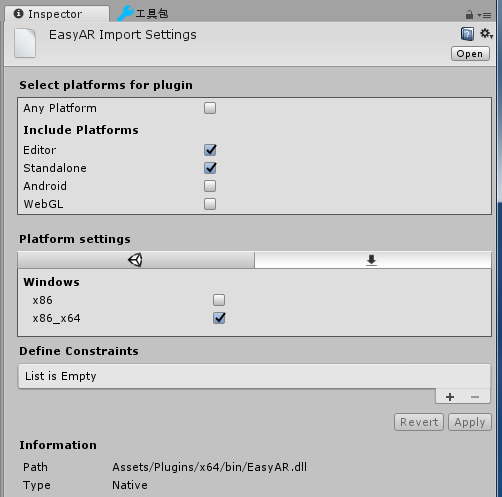 Inspector 工具包
EasyAR Import Settings
Open
Select platforms for plugin
Any Platform
Include Platforms
Editor
Standalone
Android
WebGL
Platform settings
Windows
x86
x86_x64
Define Constraints
List is Empty
+ −
Revert Apply
Information
Path Assets/Plugins/x64/bin/EasyAR.dll
Type Native